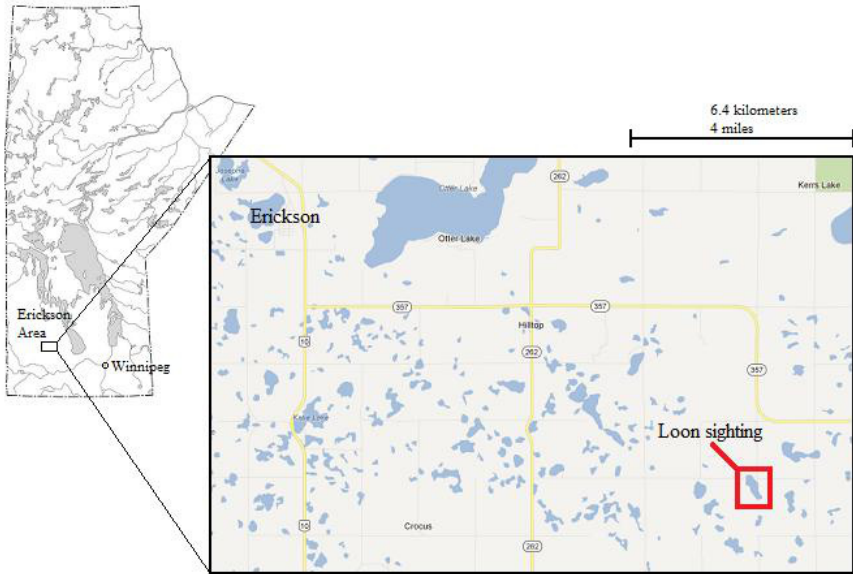 6.4 kilometers
4 miles
Erickson
Area
Winnipeg
Otter Lake
262
Kerrs Lake
Erickson
Otter Lake
357
357
Hilltop
10
262
357
Loon sighting
10
Crocus
262